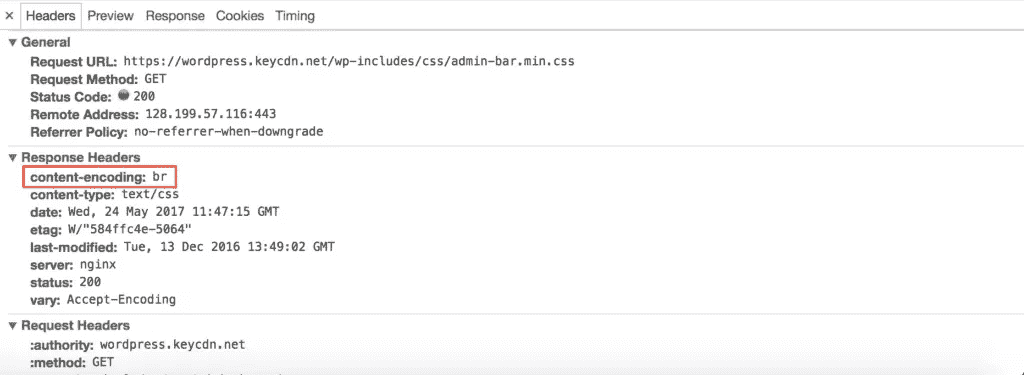 × Headers Preview Response Cookies Timing
▼ General
Request URL: https://wordpress.keycdn.net/wp-includes/css/admin-bar.min.css
Request Method: GET
Status Code: 200
Remote Address: 128.199.57.116:443
Referrer Policy: no-referrer-when-downgrade
▼ Response Headers
content-encoding: br
content-type: text/css
date: Wed, 24 May 2017 11:47:15 GMT
etag: W/"584ffc4e-5064"
last-modified: Tue, 13 Dec 2016 13:49:02 GMT
server: nginx
status: 200
vary: Accept-Encoding
▼ Request Headers
:authority: wordpress.keycdn.net
:method: GET